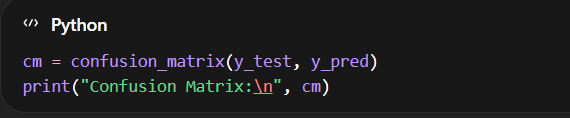 </> Python
cm = confusion_matrix(y_test, y_pred)
print("Confusion Matrix:\n", cm)